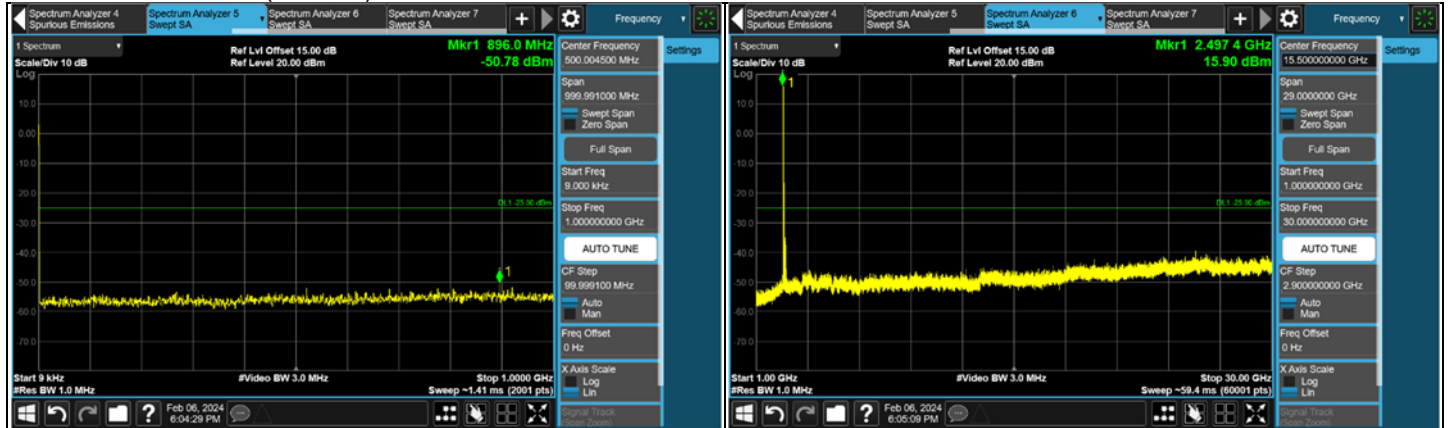 Spectrum Analyzer 4
Spurious Emissions
Spectrum Analyzer 5
Swept SA
Spectrum Analyzer 6
Swept SA
Spectrum Analyzer 7
Swept SA
+
Frequency
1 Spectrum
Scale/Div 10 dB
Log
Ref Lvl Offset 15.00 dB
Ref Level 20.00 dBm
Mkr1 896.0 MHz
-50.78 dBm
1
10.0
0.00
-10.0
-20.0
-30.0
-40.0
-50.0
-60.0
-70.0
DL1 -25.00 dBm
Start 9 kHz
#Res BW 1.0 MHz
#Video BW 3.0 MHz
Stop 1.0000 GHz
Sweep ~1.41 ms (2001 pts)
Center Frequency
500.004500 MHz
Span
999.991000 MHz
Swept Span
Zero Span
Full Span
Start Freq
9.000 kHz
Stop Freq
1.000000000 GHz
AUTO TUNE
CF Step
99.999100 MHz
Auto
Man
Freq Offset
0 Hz
X Axis Scale
Log
Lin
Signal Track
(Span Zoom)
Settings
?
Feb 06, 2024
6:04:29 PM
Spectrum Analyzer 4
Spurious Emissions
Spectrum Analyzer 5
Swept SA
Spectrum Analyzer 6
Swept SA
Spectrum Analyzer 7
Swept SA
+
Frequency
1 Spectrum
Scale/Div 10 dB
Log
Ref Lvl Offset 15.00 dB
Ref Level 20.00 dBm
Mkr1 2.497 4 GHz
15.90 dBm
1
10.0
0.00
-10.0
-20.0
-30.0
-40.0
-50.0
-60.0
-70.0
DL1 -25.00 dBm
Start 1.00 GHz
#Res BW 1.0 MHz
#Video BW 3.0 MHz
Stop 30.00 GHz
Sweep ~59.4 ms (60001 pts)
Center Frequency
15.500000000 GHz
Span
29.0000000 GHz
Swept Span
Zero Span
Full Span
Start Freq
1.000000000 GHz
Stop Freq
30.000000000 GHz
AUTO TUNE
CF Step
2.900000000 GHz
Auto
Man
Freq Offset
0 Hz
X Axis Scale
Log
Lin
Signal Track
(Span Zoom)
Settings
?
Feb 06, 2024
6:05:09 PM